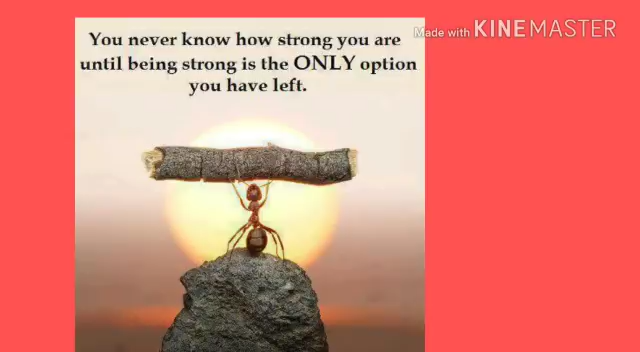 You never know how strong you are
until being strong is the ONLY option
you have left.
Made with KINEMASTER